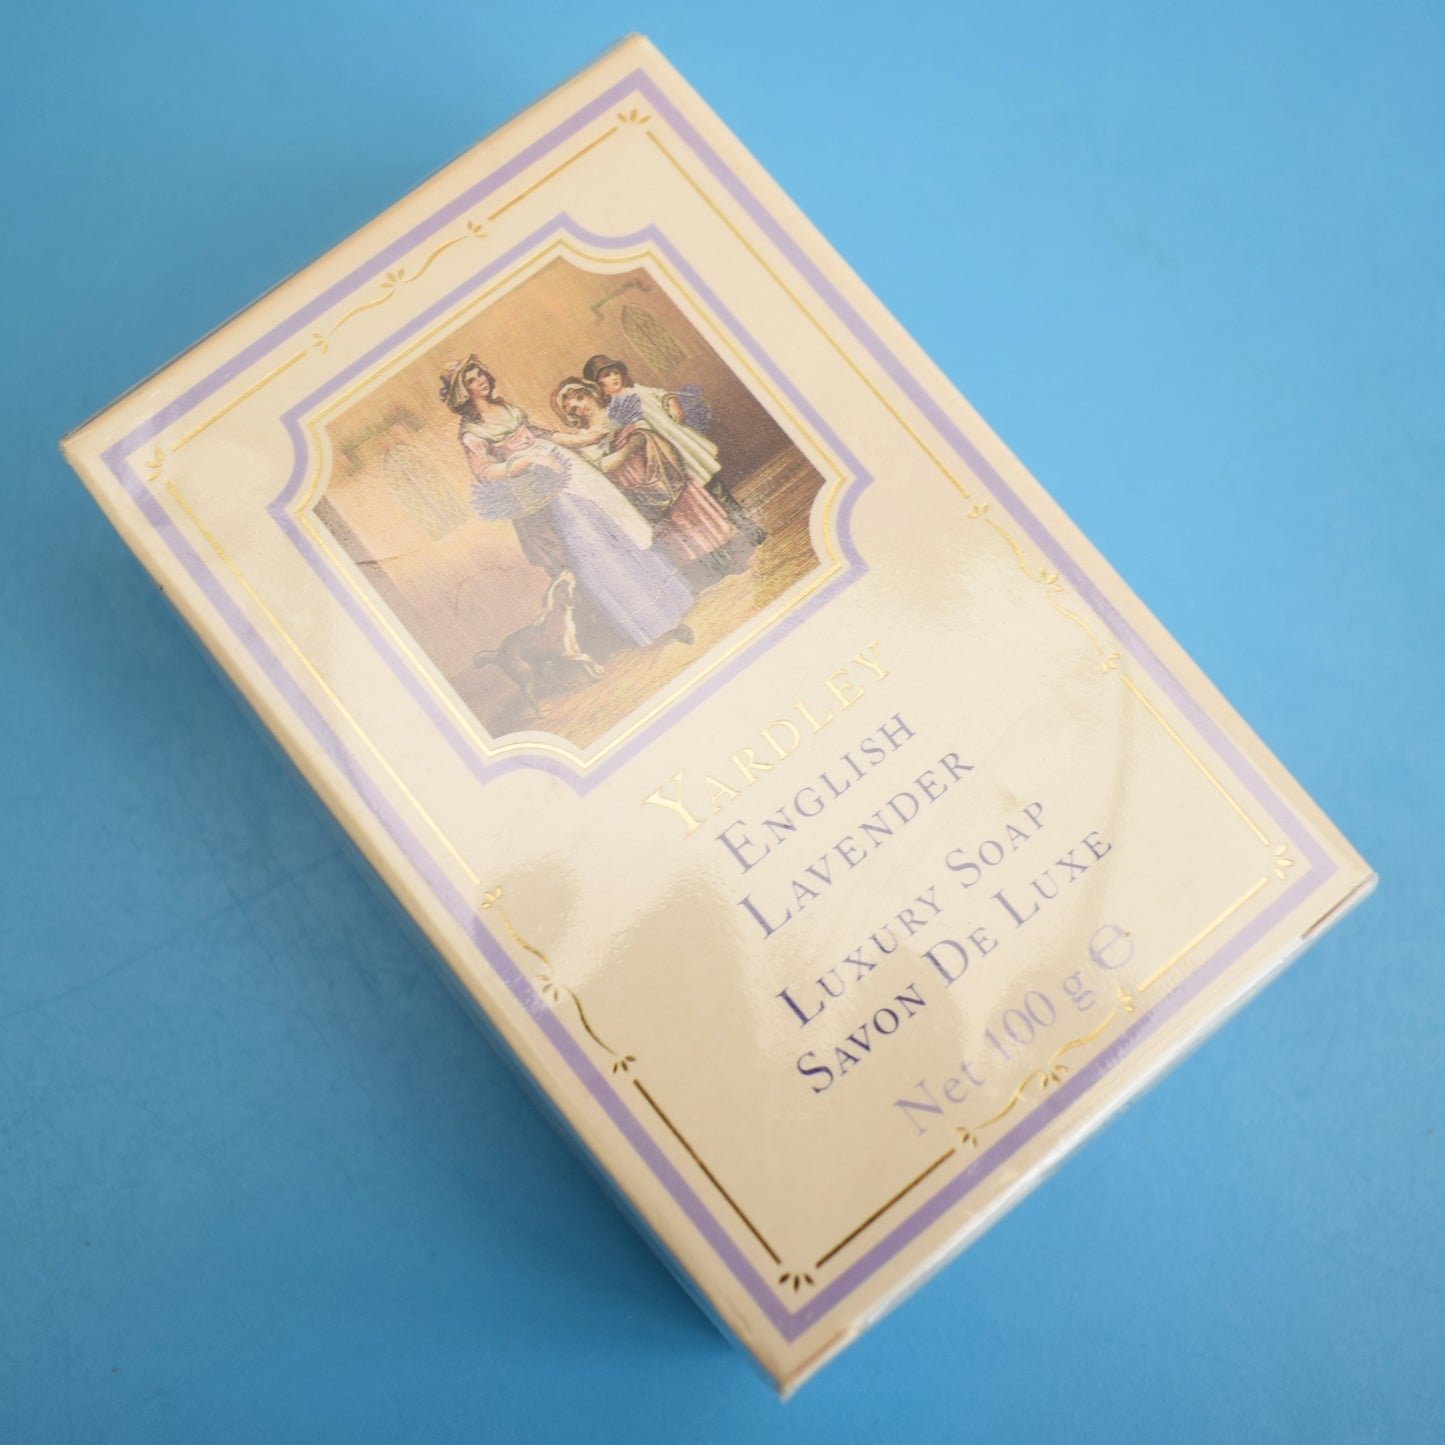 YARDLEY
ENGLISH
LAVENDER
LUXURY SOAP
SAVON DE LUXE
Net 100 g ℮